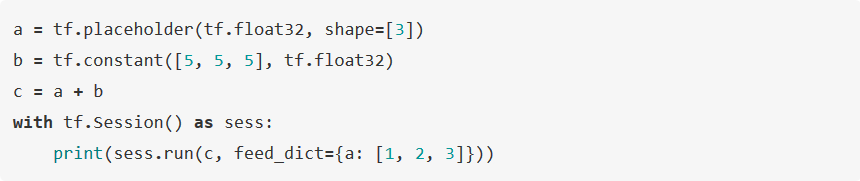 a = tf.placeholder(tf.float32, shape=[3])
b = tf.constant([5, 5, 5], tf.float32)
c = a + b
with tf.Session() as sess:
    print(sess.run(c, feed_dict={a: [1, 2, 3]}))